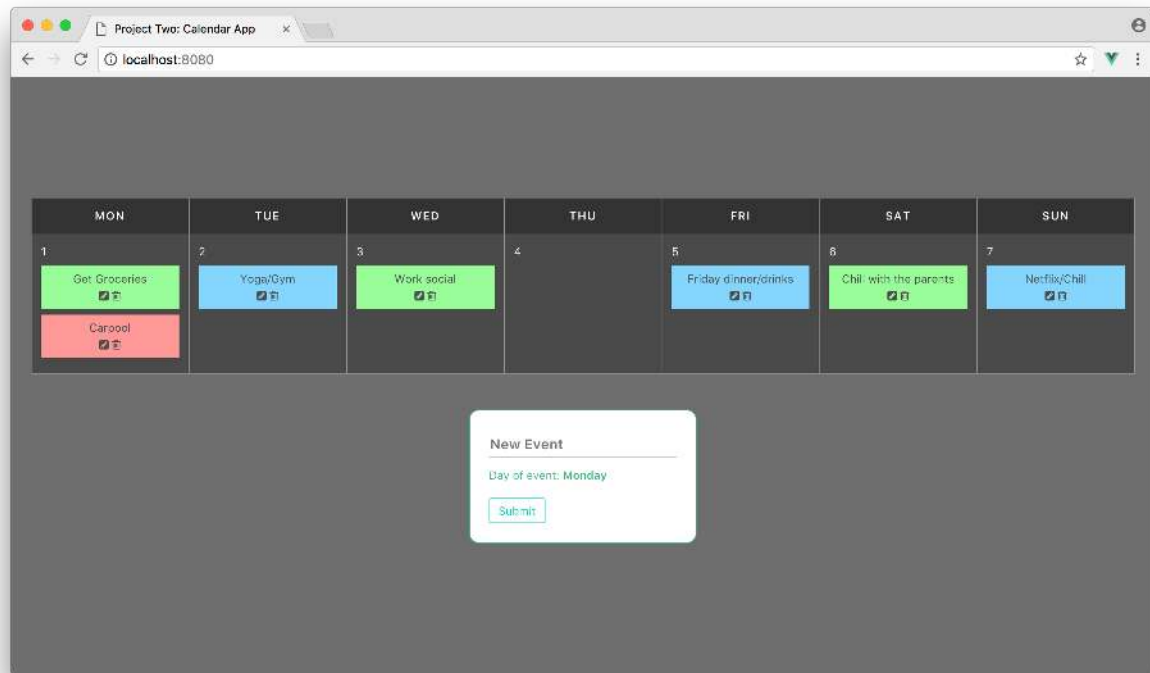 Project Two: Calendar App
localhost:8080
MON TUE WED THU FRI SAT SUN
1 2 3 4 5 6 7
Get Groceries Yoga/Gym Work social Friday dinner/drinks Chill with the parents Netflix/Chill
Carpool
New Event
Day of event: Monday
Submit